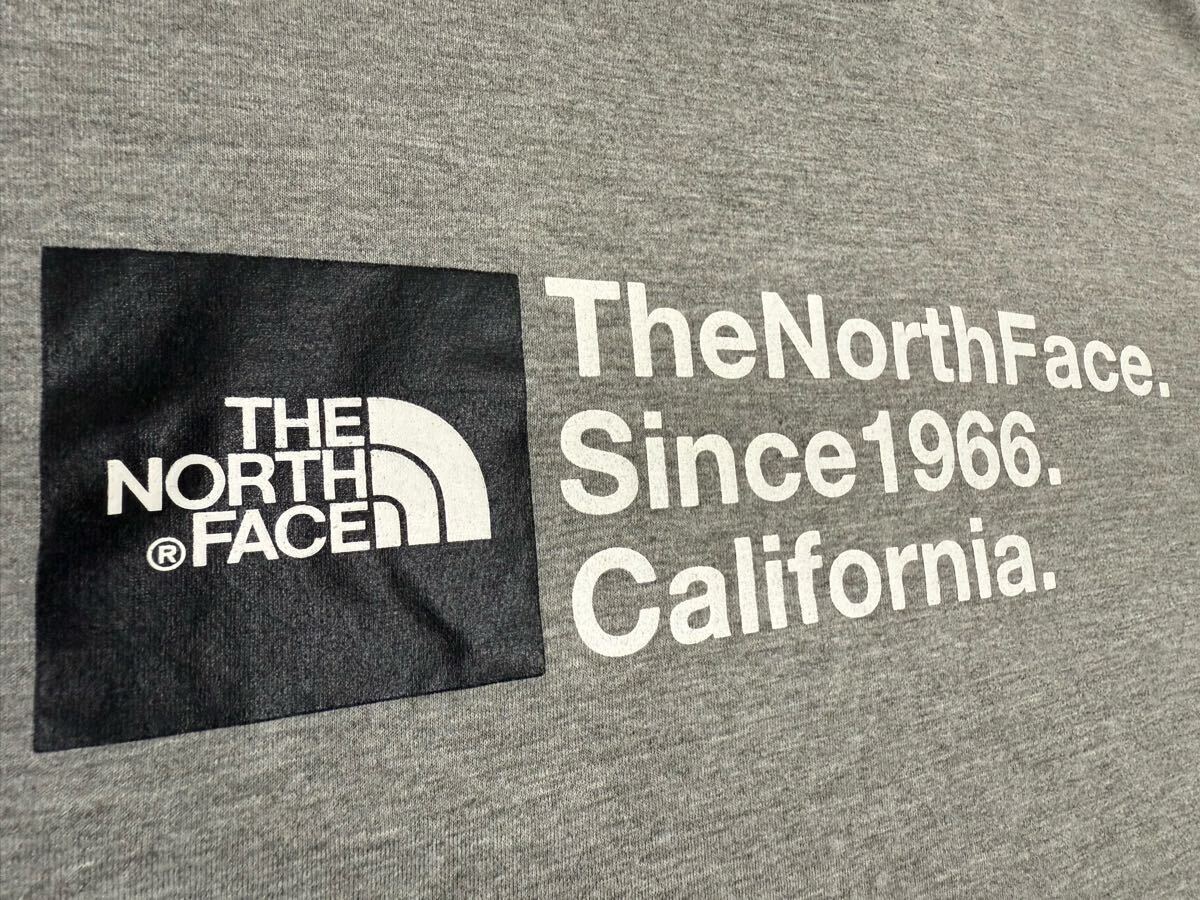 THE
NORTH
®FACE
TheNorthFace.
Since1966.
California.